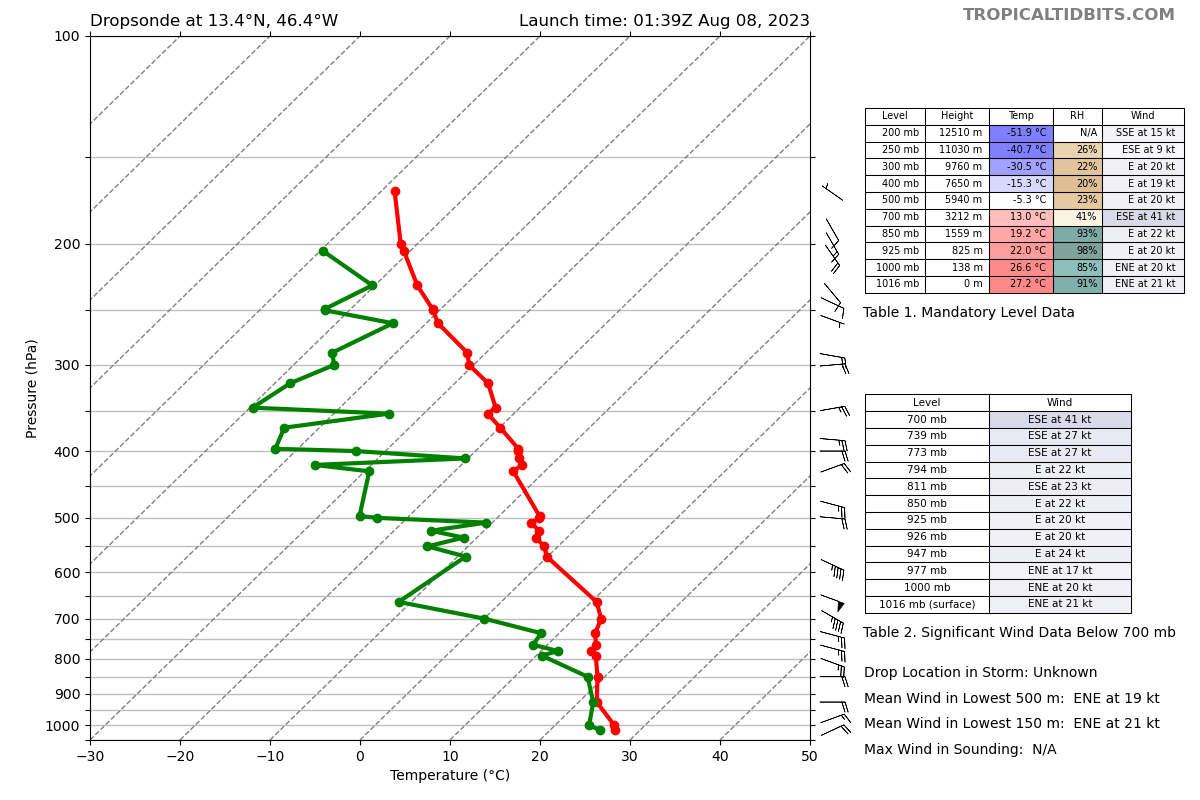 Dropsonde at 13.4°N, 46.4°W
Launch time: 01:39Z Aug 08, 2023
TROPICALTIDBITS.COM
Pressure (hPa)
100
200
300
400
500
600
700
800
900
1000
−30 −20 −10 0 10 20 30 40 50
Temperature (°C)
Level Height Temp RH Wind
200 mb 12510 m -51.9 °C N/A SSE at 15 kt
250 mb 11030 m -40.7 °C 26% ESE at 9 kt
300 mb 9760 m -30.5 °C 22% E at 20 kt
400 mb 7650 m -15.3 °C 20% E at 19 kt
500 mb 5940 m -5.3 °C 23% E at 20 kt
700 mb 3212 m 13.0 °C 41% ESE at 41 kt
850 mb 1559 m 19.2 °C 93% E at 22 kt
925 mb 825 m 22.0 °C 98% E at 20 kt
1000 mb 138 m 26.6 °C 85% ENE at 20 kt
1016 mb 0 m 27.2 °C 91% ENE at 21 kt
Table 1. Mandatory Level Data
Level Wind
700 mb ESE at 41 kt
739 mb ESE at 27 kt
773 mb ESE at 27 kt
794 mb E at 22 kt
811 mb ESE at 23 kt
850 mb E at 22 kt
925 mb E at 20 kt
926 mb E at 20 kt
947 mb E at 24 kt
977 mb ENE at 17 kt
1000 mb ENE at 20 kt
1016 mb (surface) ENE at 21 kt
Table 2. Significant Wind Data Below 700 mb
Drop Location in Storm: Unknown
Mean Wind in Lowest 500 m: ENE at 19 kt
Mean Wind in Lowest 150 m: ENE at 21 kt
Max Wind in Sounding: N/A